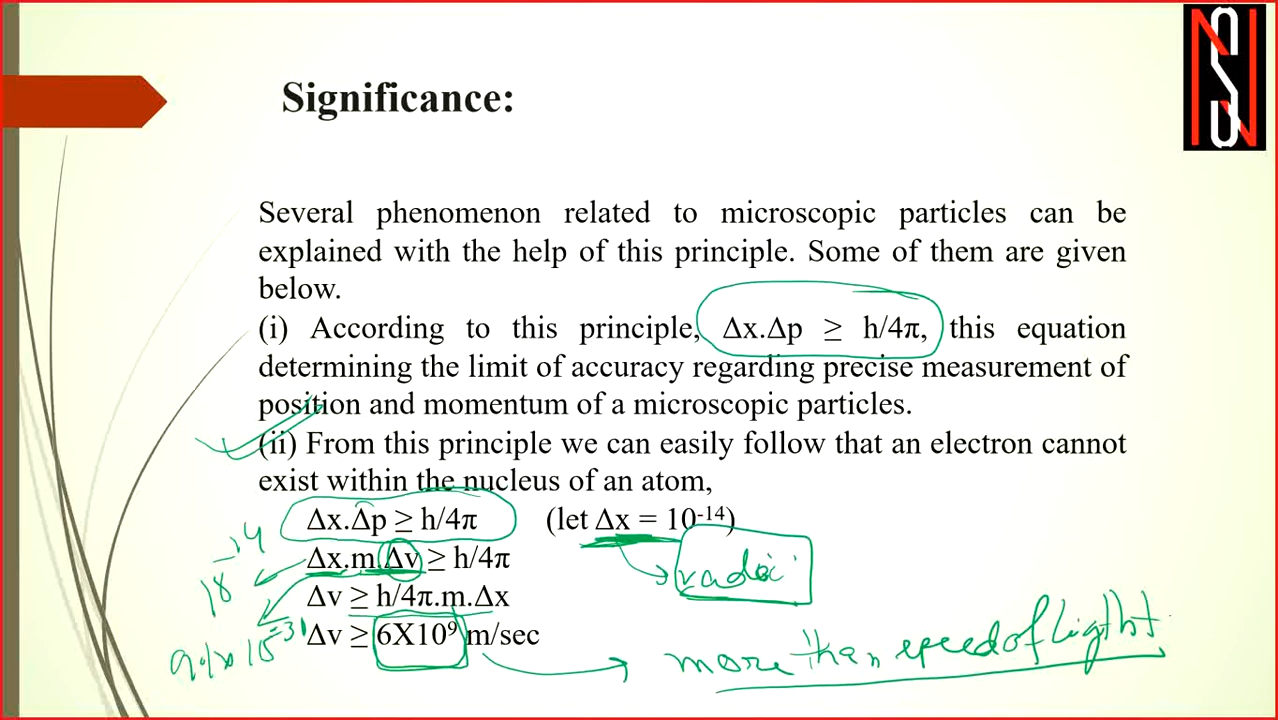 Significance:
Several phenomenon related to microscopic particles can be
explained with the help of this principle. Some of them are given
below.
(i) According to this principle, Δx.Δp ≥ h/4π, this equation
determining the limit of accuracy regarding precise measurement of
position and momentum of a microscopic particles.
(ii) From this principle we can easily follow that an electron cannot
exist within the nucleus of an atom,
Δx.Δp ≥ h/4π (let Δx = 10⁻¹⁴)
Δx.m.Δv ≥ h/4π
Δv ≥ h/4π.m.Δx
Δv ≥ 6X10⁹ m/sec
more than speed of light